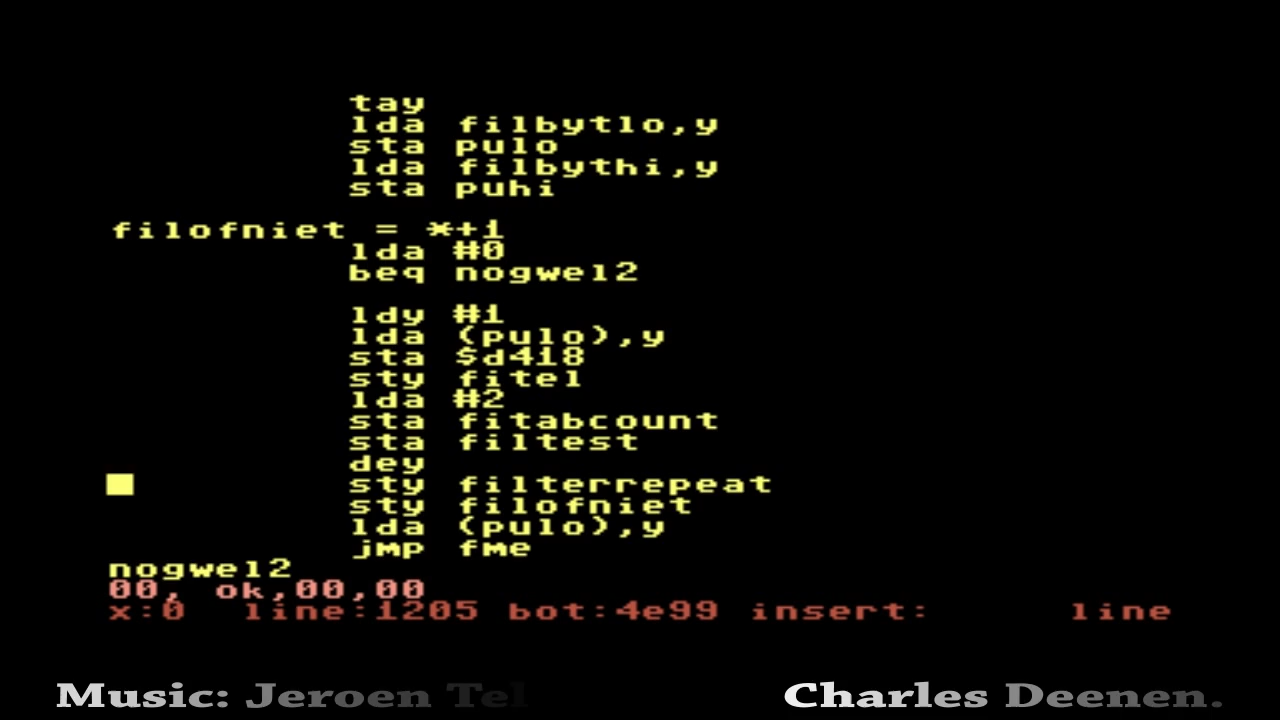 tay
lda filbytlo,y
sta pulo
lda filbythi,y
sta puhi
filofniet = *+1
lda #0
beq nogwel2
ldy #1
lda (pulo),y
sta $d418
sty fitel
lda #2
sta fitabcount
sta filtest
dey
sty filterrepeat
sty filofniet
lda (pulo),y
jmp fme
nogwel2
00, ok,00,00
x:0 line:1205 bot:4e99 insert: line
Music: Jeroen Tel Charles Deenen.